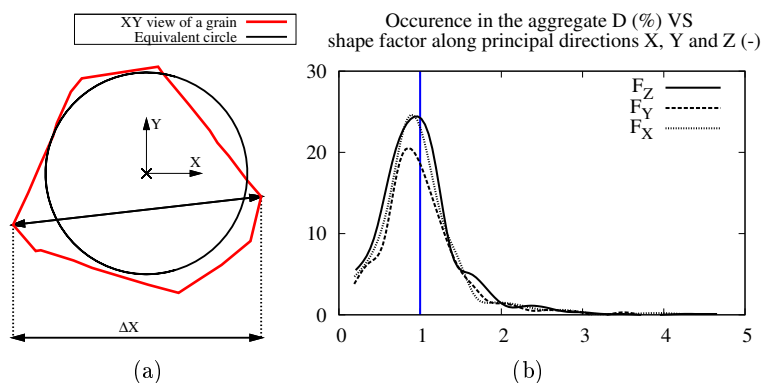 XY view of a grain
Equivalent circle
Y
X
ΔX
(a)
Occurence in the aggregate D (%) VS
shape factor along principal directions X, Y and Z (-)
30
20
10
0
F_Z
F_Y
F_X
0 1 2 3 4 5
(b)